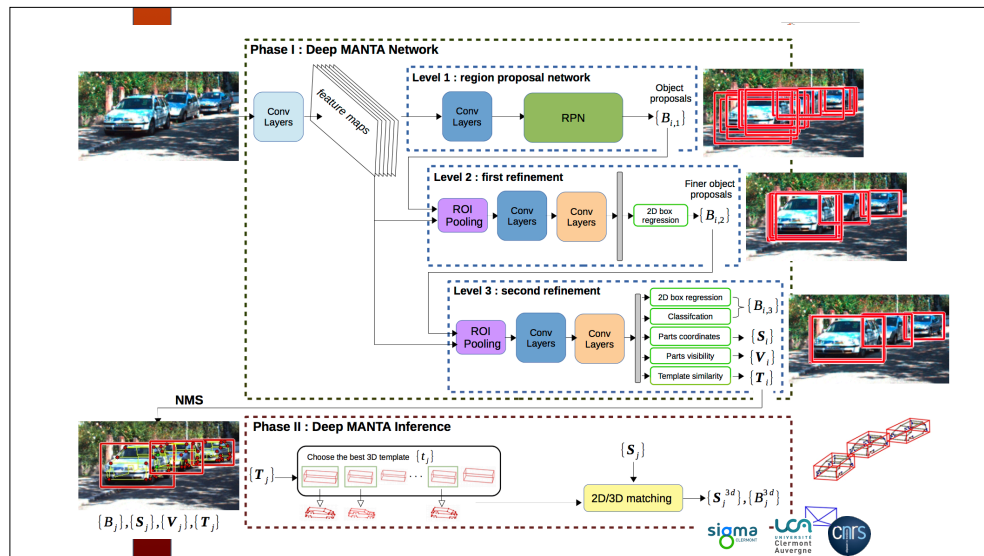 Phase I : Deep MANTA Network
Level 1 : region proposal network
Conv
Layers
feature maps
Conv
Layers
RPN
Object
proposals
{B_{i,1}}
Level 2 : first refinement
ROI
Pooling
Conv
Layers
Conv
Layers
2D box
regression
Finer object
proposals
{B_{i,2}}
Level 3 : second refinement
ROI
Pooling
Conv
Layers
Conv
Layers
2D box regression
Classifcation
{B_{i,3}}
Parts coordinates
{S_i}
Parts visibility
{V_i}
Template similarity
{T_i}
NMS
Phase II : Deep MANTA Inference
Choose the best 3D template {t_j}
{T_j}
. . .
{S_j}
2D/3D matching
{S_j^{3d}},{B_j^{3d}}
{B_j},{S_j},{V_j},{T_j}
sigma
CLERMONT
UCA
UNIVERSITÉ
Clermont
Auvergne
cnrs